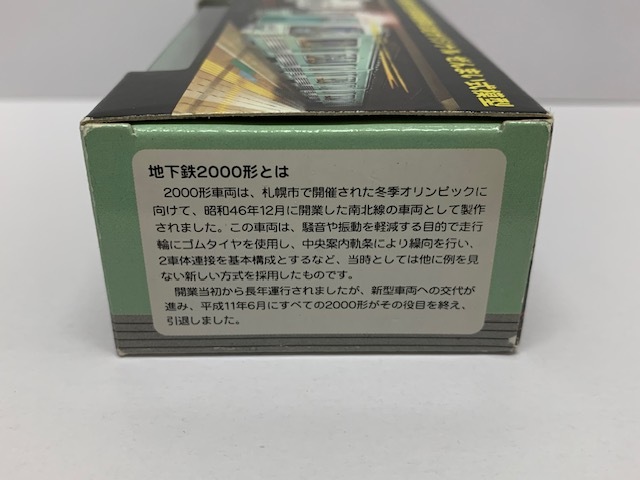 ぜんまい式模型
地下鉄2000形とは
2000形車両は、札幌市で開催された冬季オリンピックに
向けて、昭和46年12月に開業した南北線の車両として製作
されました。この車両は、騒音や振動を軽減する目的で走行
輪にゴムタイヤを使用し、中央案内軌条により操向を行い、
2車体連接を基本構成とするなど、当時としては他に例を見
ない新しい方式を採用したものです。
開業当初から長年運行されましたが、新型車両への交代が
進み、平成11年6月にすべての2000形がその役目を終え、
引退しました。